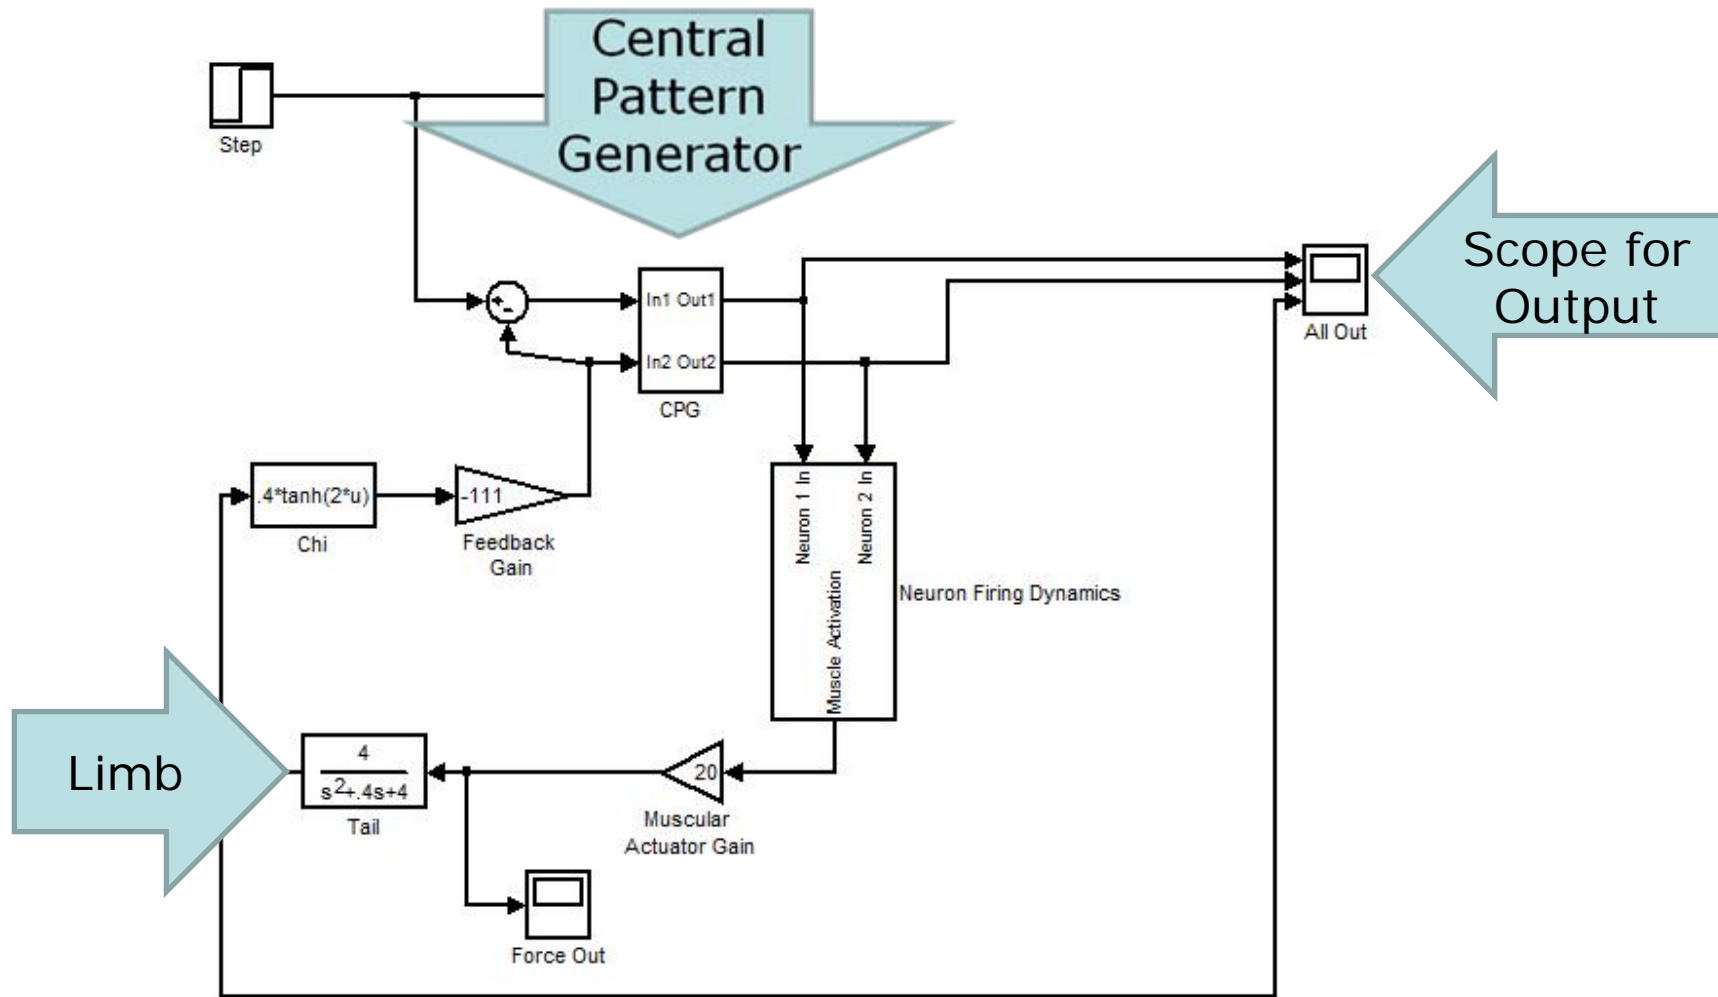 Central
Pattern
Generator
Step
Scope for
Output
All Out
+
-
In1 Out1
In2 Out2
CPG
.4*tanh(2*u)
Chi
-111
Feedback
Gain
Neuron 1 In
Neuron 2 In
Muscle Activation
Neuron Firing Dynamics
Limb
4
s2+.4s+4
Tail
20
Muscular
Actuator Gain
Force Out